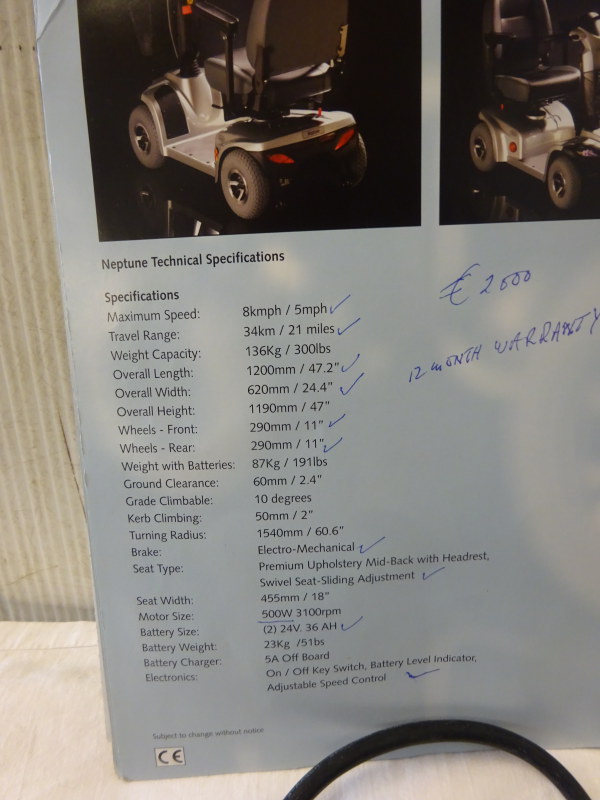 Neptune Technical Specifications
Specifications
Maximum Speed: 8kmph / 5mph
Travel Range: 34km / 21 miles
Weight Capacity: 136Kg / 300lbs
Overall Length: 1200mm / 47.2"
Overall Width: 620mm / 24.4"
Overall Height: 1190mm / 47"
Wheels - Front: 290mm / 11"
Wheels - Rear: 290mm / 11"
Weight with Batteries: 87Kg / 191lbs
Ground Clearance: 60mm / 2.4"
Grade Climbable: 10 degrees
Kerb Climbing: 50mm / 2"
Turning Radius: 1540mm / 60.6"
Brake: Electro-Mechanical
Seat Type: Premium Upholstery Mid-Back with Headrest,
Swivel Seat-Sliding Adjustment
Seat Width: 455mm / 18"
Motor Size: 500W 3100rpm
Battery Size: (2) 24V. 36 AH
Battery Weight: 23Kg /51bs
Battery Charger: 5A Off Board
Electronics: On / Off Key Switch, Battery Level Indicator,
Adjustable Speed Control
€ 2000
12 MONTH WARRANTY
Subject to change without notice
CE